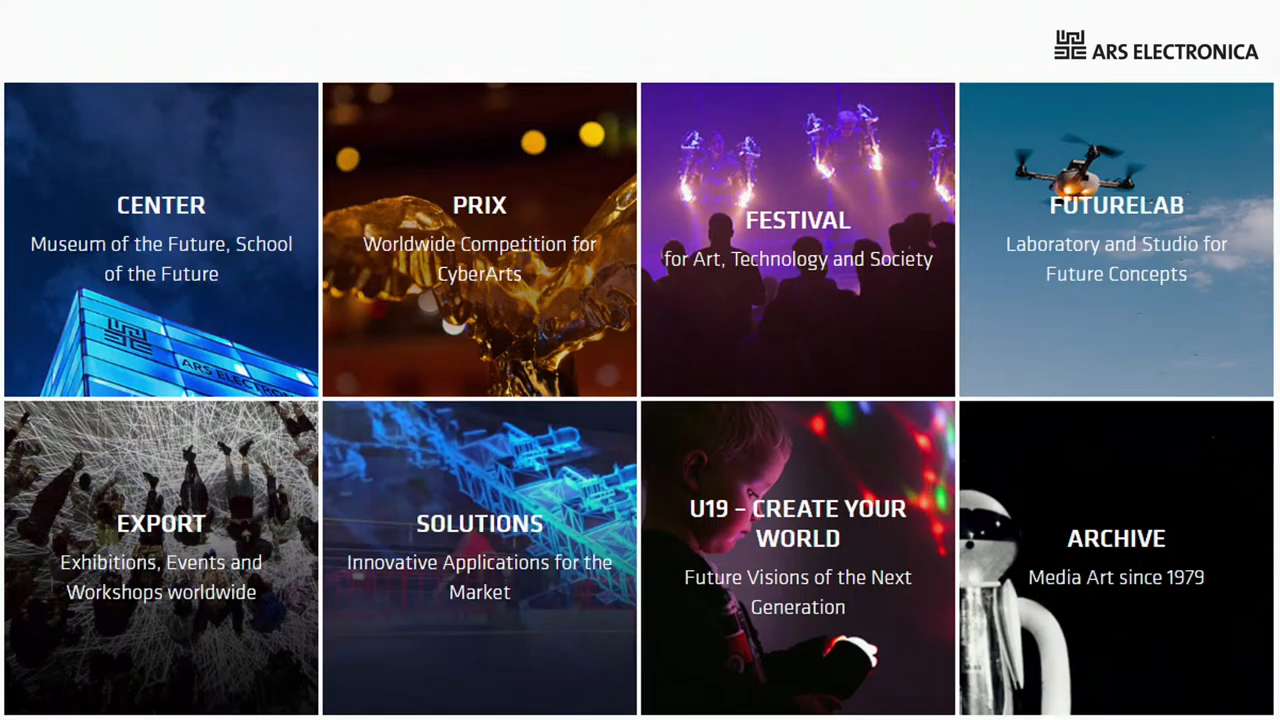 ARS ELECTRONICA
CENTER
Museum of the Future, School
of the Future
PRIX
Worldwide Competition for
CyberArts
FESTIVAL
for Art, Technology and Society
FUTURELAB
Laboratory and Studio for
Future Concepts
ARS ELECTRO
EXPORT
Exhibitions, Events and
Workshops worldwide
SOLUTIONS
Innovative Applications for the
Market
U19 – CREATE YOUR
WORLD
Future Visions of the Next
Generation
ARCHIVE
Media Art since 1979